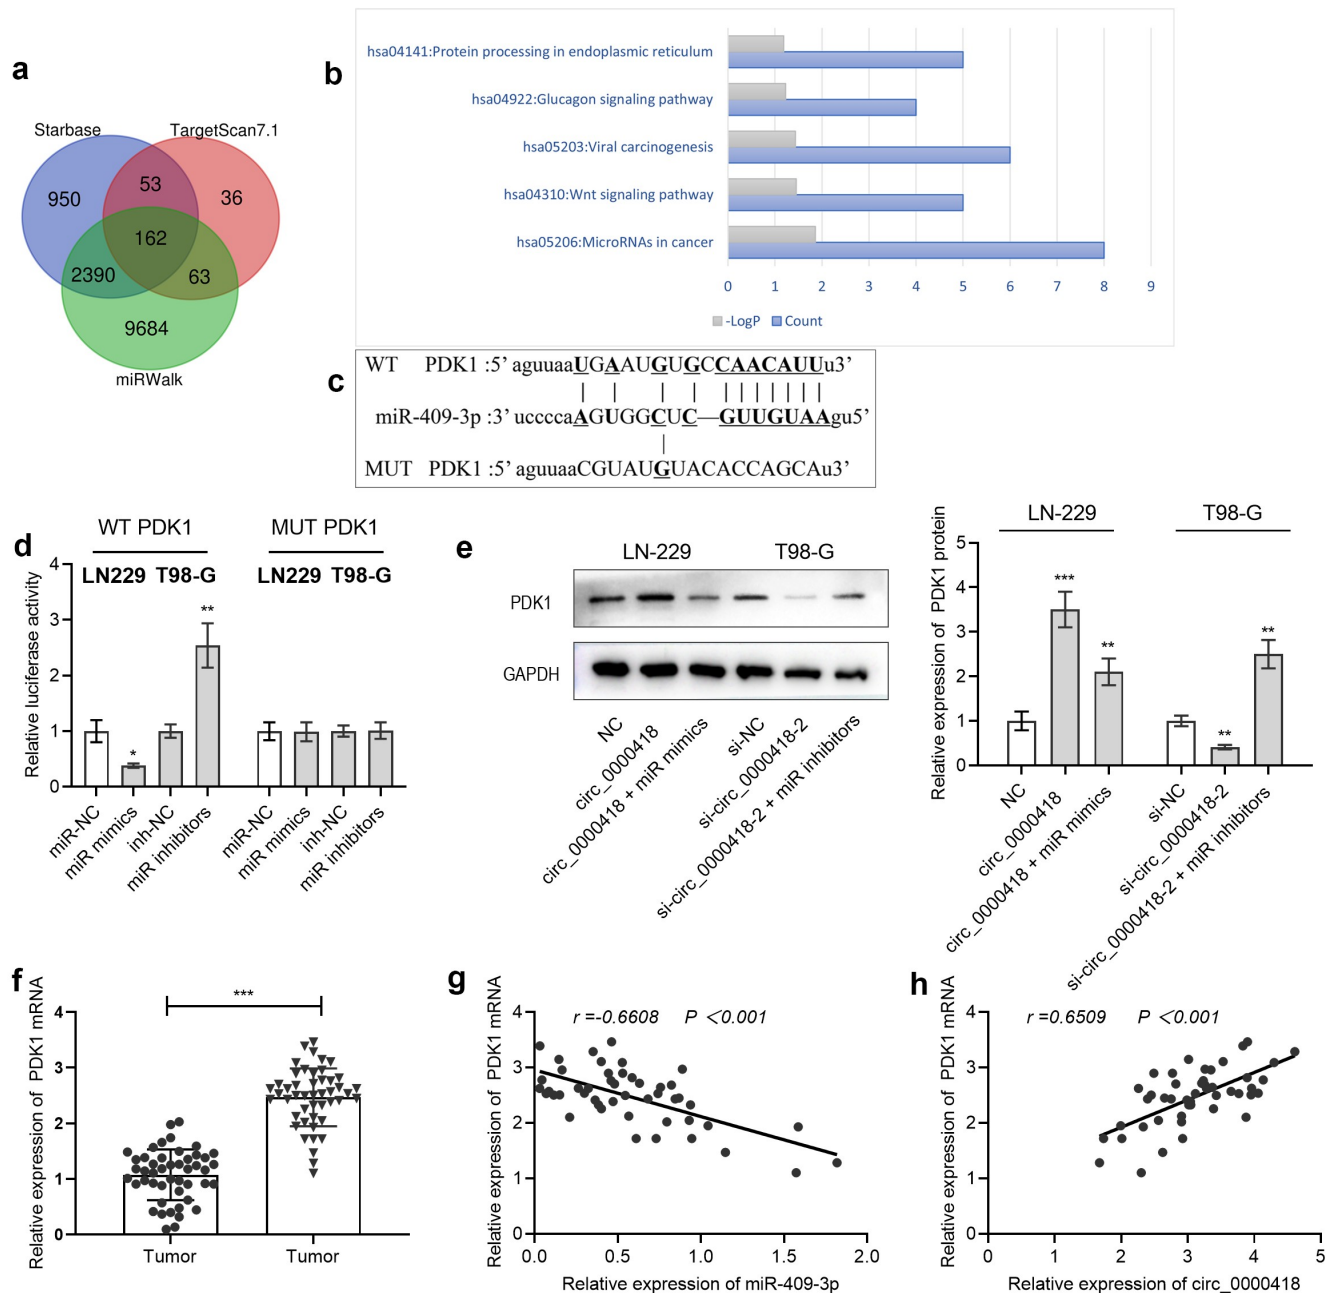 a
Starbase
TargetScan7.1
950
53
36
162
2390
63
9684
miRWalk
b
hsa04141:Protein processing in endoplasmic reticulum
hsa04922:Glucagon signaling pathway
hsa05203:Viral carcinogenesis
hsa04310:Wnt signaling pathway
hsa05206:MicroRNAs in cancer
0 1 2 3 4 5 6 7 8 9
-LogP Count
c
WT PDK1 :5’ aguuaaUGAAUGUGCCAACAUUu3’
miR-409-3p :3’ uccccaAGUGGCUC—GUUGUAAgu5’
MUT PDK1 :5’ aguuaaCGUAUGUACACCAGCAu3’
d
WT PDK1 MUT PDK1
LN229 T98-G LN229 T98-G
Relative luciferase activity
4
3
2
1
0
*
**
miR-NC
miR mimics
inh-NC
miR inhibitors
miR-NC
miR mimics
inh-NC
miR inhibitors
e
LN-229 T98-G
PDK1
GAPDH
NC
circ_0000418
circ_0000418 + miR mimics
si-NC
si-circ_0000418-2
si-circ_0000418-2 + miR inhibitors
LN-229 T98-G
Relative expression of PDK1 protein
5
4
3
2
1
0
***
**
**
**
NC
circ_0000418
circ_0000418 + miR mimics
si-NC
si-circ_0000418-2
si-circ_0000418-2 + miR inhibitors
f
Relative expression of PDK1 mRNA
4
3
2
1
0
***
Tumor Tumor
g
Relative expression of PDK1 mRNA
r =-0.6608 P <0.001
4
3
2
1
0
0.0 0.5 1.0 1.5 2.0
Relative expression of miR-409-3p
h
Relative expression of PDK1 mRNA
r =0.6509 P <0.001
4
3
2
1
0
0 1 2 3 4 5
Relative expression of circ_0000418